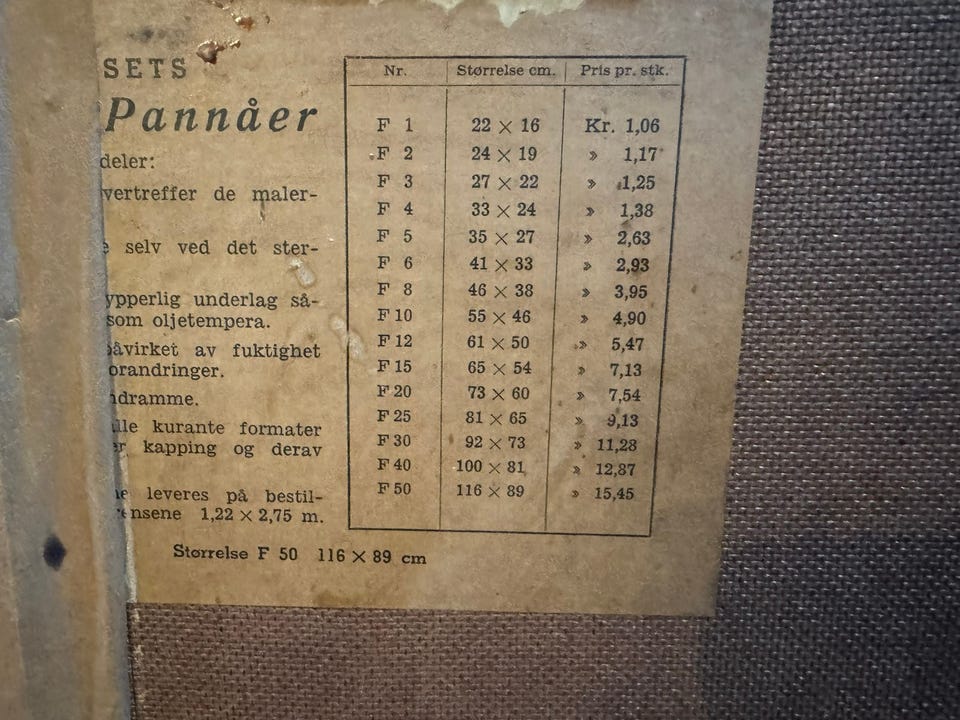 SETS
Pannåer
deler:
vertreffer de maler-
selv ved det ster-
ypperlig underlag så-
som oljetempera.
åvirket av fuktighet
orandringer.
dramme.
lle kurante formater
kapping og derav
leveres på bestil-
ensene 1,22 × 2,75 m.
Nr. Størrelse cm. Pris pr. stk.
F 1 22 × 16 Kr. 1,06
F 2 24 × 19 » 1,17
F 3 27 × 22 » 1,25
F 4 33 × 24 » 1,38
F 5 35 × 27 » 2,63
F 6 41 × 33 » 2,93
F 8 46 × 38 » 3,95
F 10 55 × 46 » 4,90
F 12 61 × 50 » 5,47
F 15 65 × 54 » 7,13
F 20 73 × 60 » 7,54
F 25 81 × 65 » 9,13
F 30 92 × 73 » 11,28
F 40 100 × 81 » 12,87
F 50 116 × 89 » 15,45
Størrelse F 50 116 × 89 cm